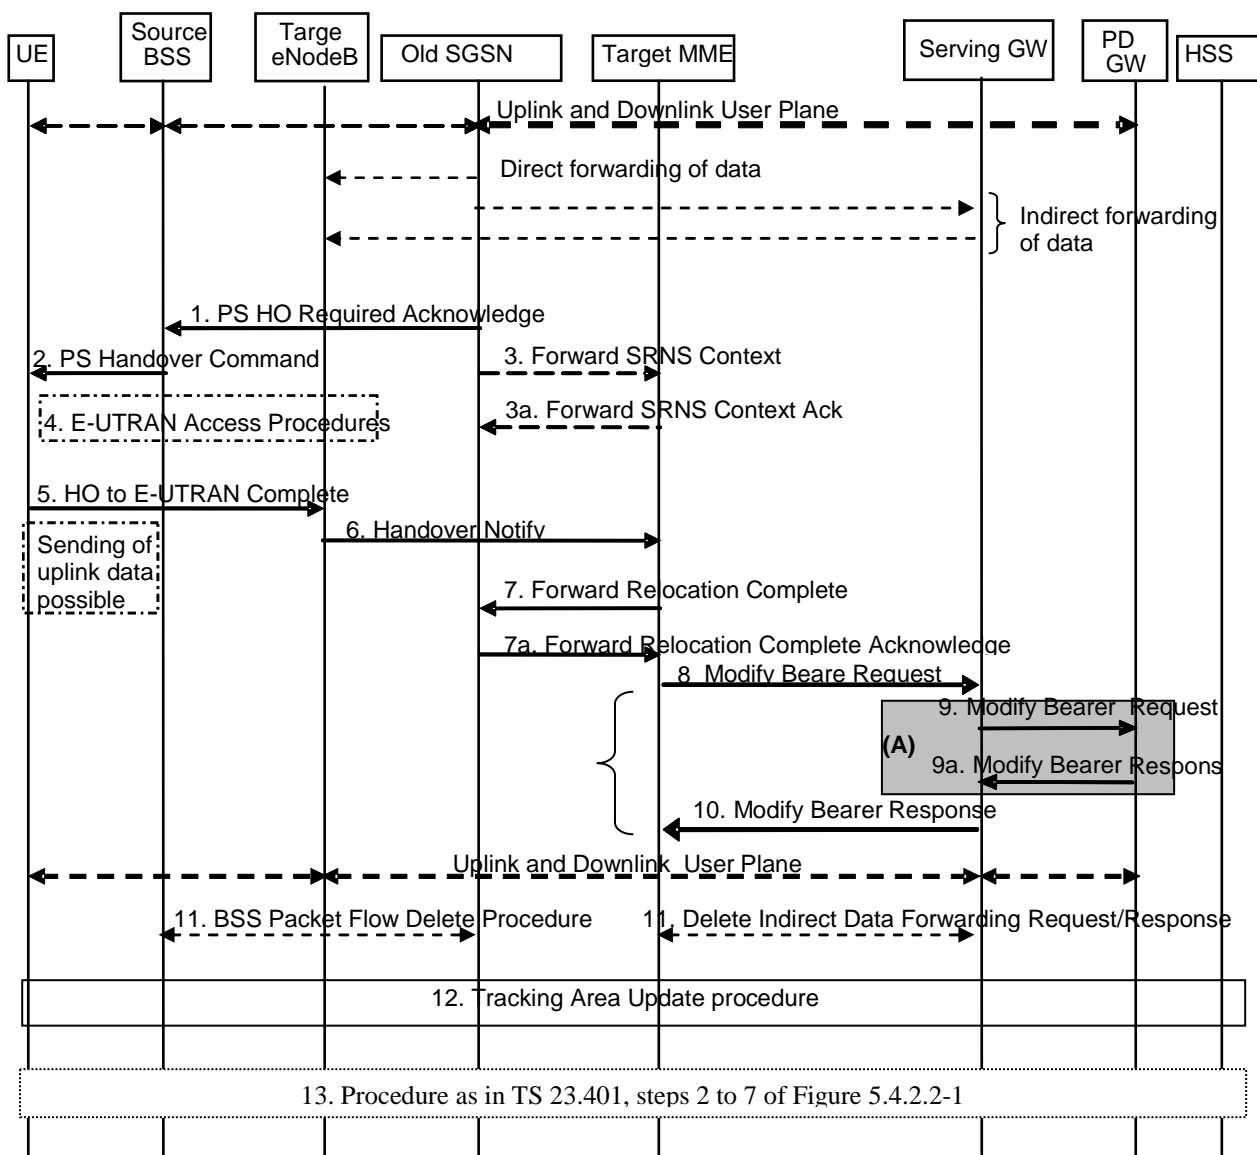 UE
Source
BSS
Targe
eNodeB
Old SGSN
Target MME
Serving GW
PD
GW
HSS
Uplink and Downlink User Plane
Direct forwarding of data
Indirect forwarding
of data
1. PS HO Required Acknowledge
2. PS Handover Command
3. Forward SRNS Context
4. E-UTRAN Access Procedures
3a. Forward SRNS Context Ack
5. HO to E-UTRAN Complete
6. Handover Notify
Sending of
uplink data
possible
7. Forward Relocation Complete
7a. Forward Relocation Complete Acknowledge
8 Modify Beare Request
9. Modify Bearer Request
(A)
9a. Modify Bearer Respons
10. Modify Bearer Response
Uplink and Downlink User Plane
11. BSS Packet Flow Delete Procedure
11. Delete Indirect Data Forwarding Request/Response
12. Tracking Area Update procedure
13. Procedure as in TS 23.401, steps 2 to 7 of Figure 5.4.2.2-1